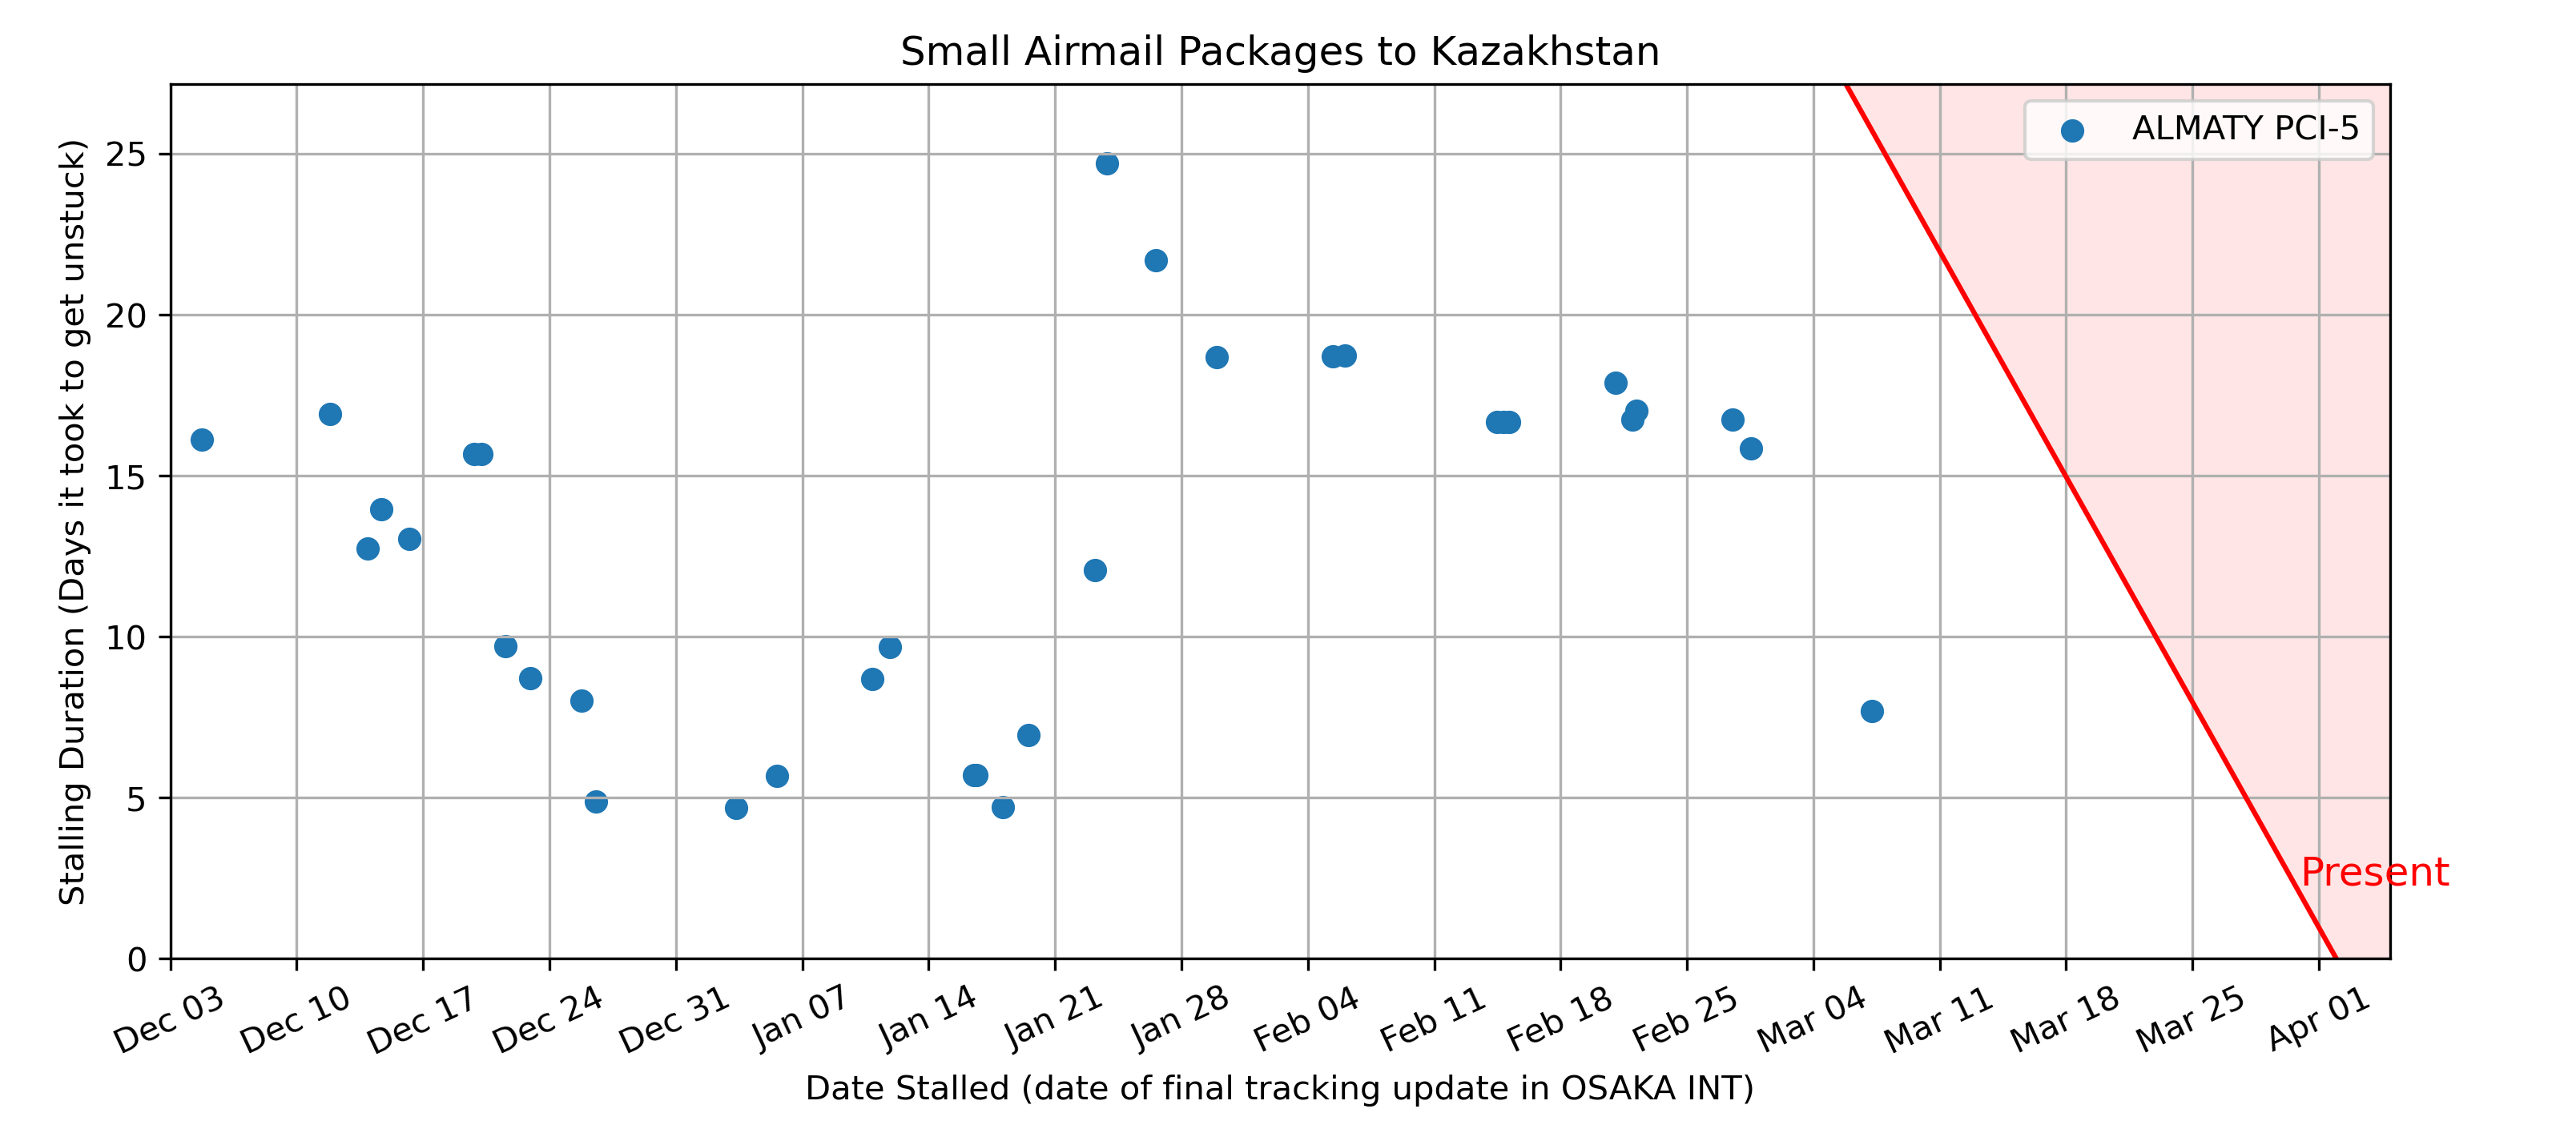 Small Airmail Packages to Kazakhstan
ALMATY PCI-5
Stalling Duration (Days it took to get unstuck)
25
20
15
10
5
0
Present
Dec 03
Dec 10
Dec 17
Dec 24
Dec 31
Jan 07
Jan 14
Jan 21
Jan 28
Feb 04
Feb 11
Feb 18
Feb 25
Mar 04
Mar 11
Mar 18
Mar 25
Apr 01
Date Stalled (date of final tracking update in OSAKA INT)